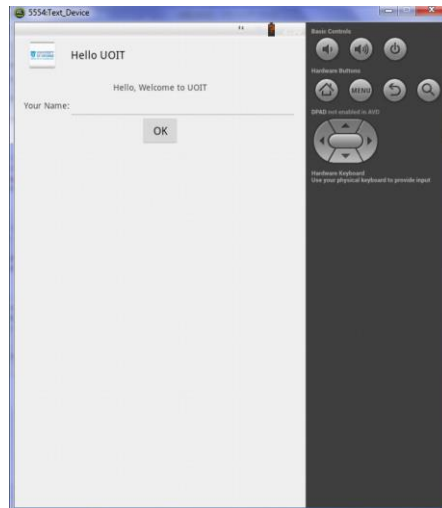 5554:Text_Device
Hello UOIT
Hello, Welcome to UOIT
Your Name:
OK
Basic Controls
Hardware Buttons
MENU
DPAD not enabled in AVD
Hardware Keyboard
Use your physical keyboard to provide input